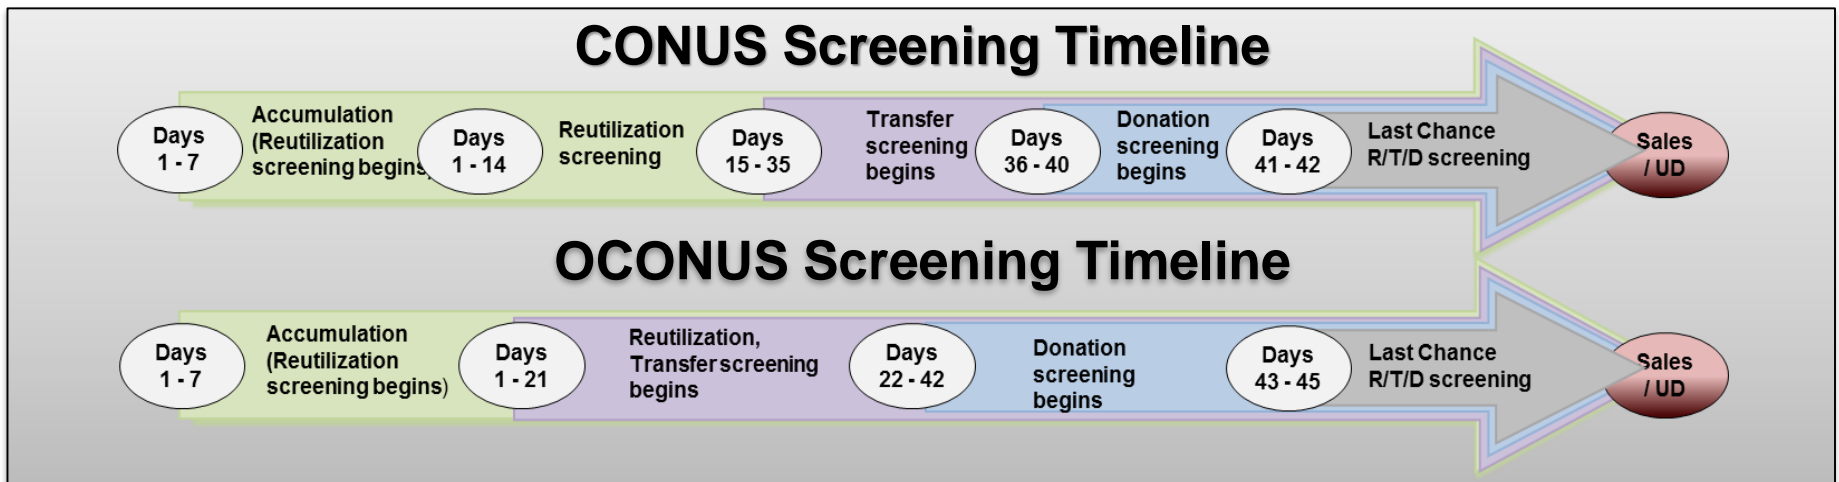 CONUS Screening Timeline
Days
1 - 7
Accumulation
(Reutilization
screening begins)
Days
1 - 14
Reutilization
screening
Days
15 - 35
Transfer
screening
begins
Days
36 - 40
Donation
screening
begins
Days
41 - 42
Last Chance
R/T/D screening
Sales
/ UD
OCONUS Screening Timeline
Days
1 - 7
Accumulation
(Reutilization
screening begins)
Days
1 - 21
Reutilization,
Transfer screening
begins
Days
22 - 42
Donation
screening
begins
Days
43 - 45
Last Chance
R/T/D screening
Sales
/ UD